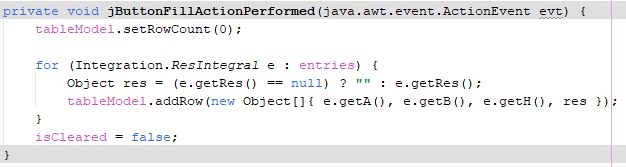 private void jButtonFillActionPerformed(java.awt.event.ActionEvent evt) {
    tableModel.setRowCount(0);

    for (Integration.ResIntegral e : entries) {
        Object res = (e.getRes() == null) ? "" : e.getRes();
        tableModel.addRow(new Object[]{ e.getA(), e.getB(), e.getH(), res });
    }
    isCleared = false;
}